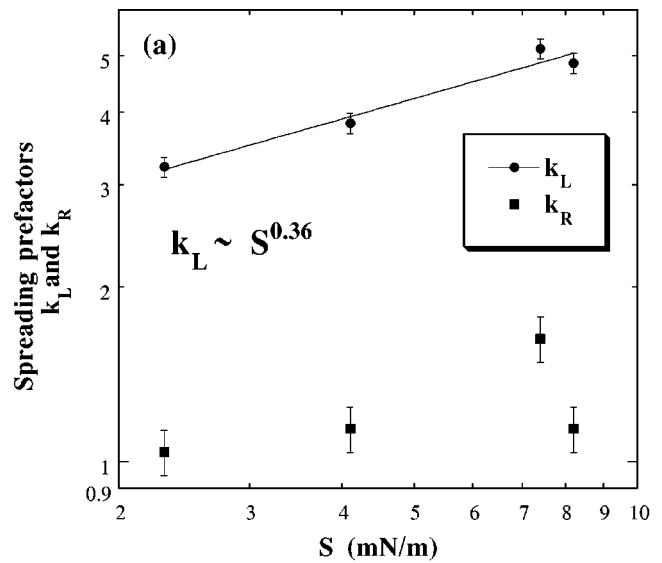 (a)
5
4
3
2
1
0.9
Spreading prefactors
k_L and k_R
k_L
k_R
k_L ~ S^0.36
2
3
4
5
6
7
8
9
10
S (mN/m)